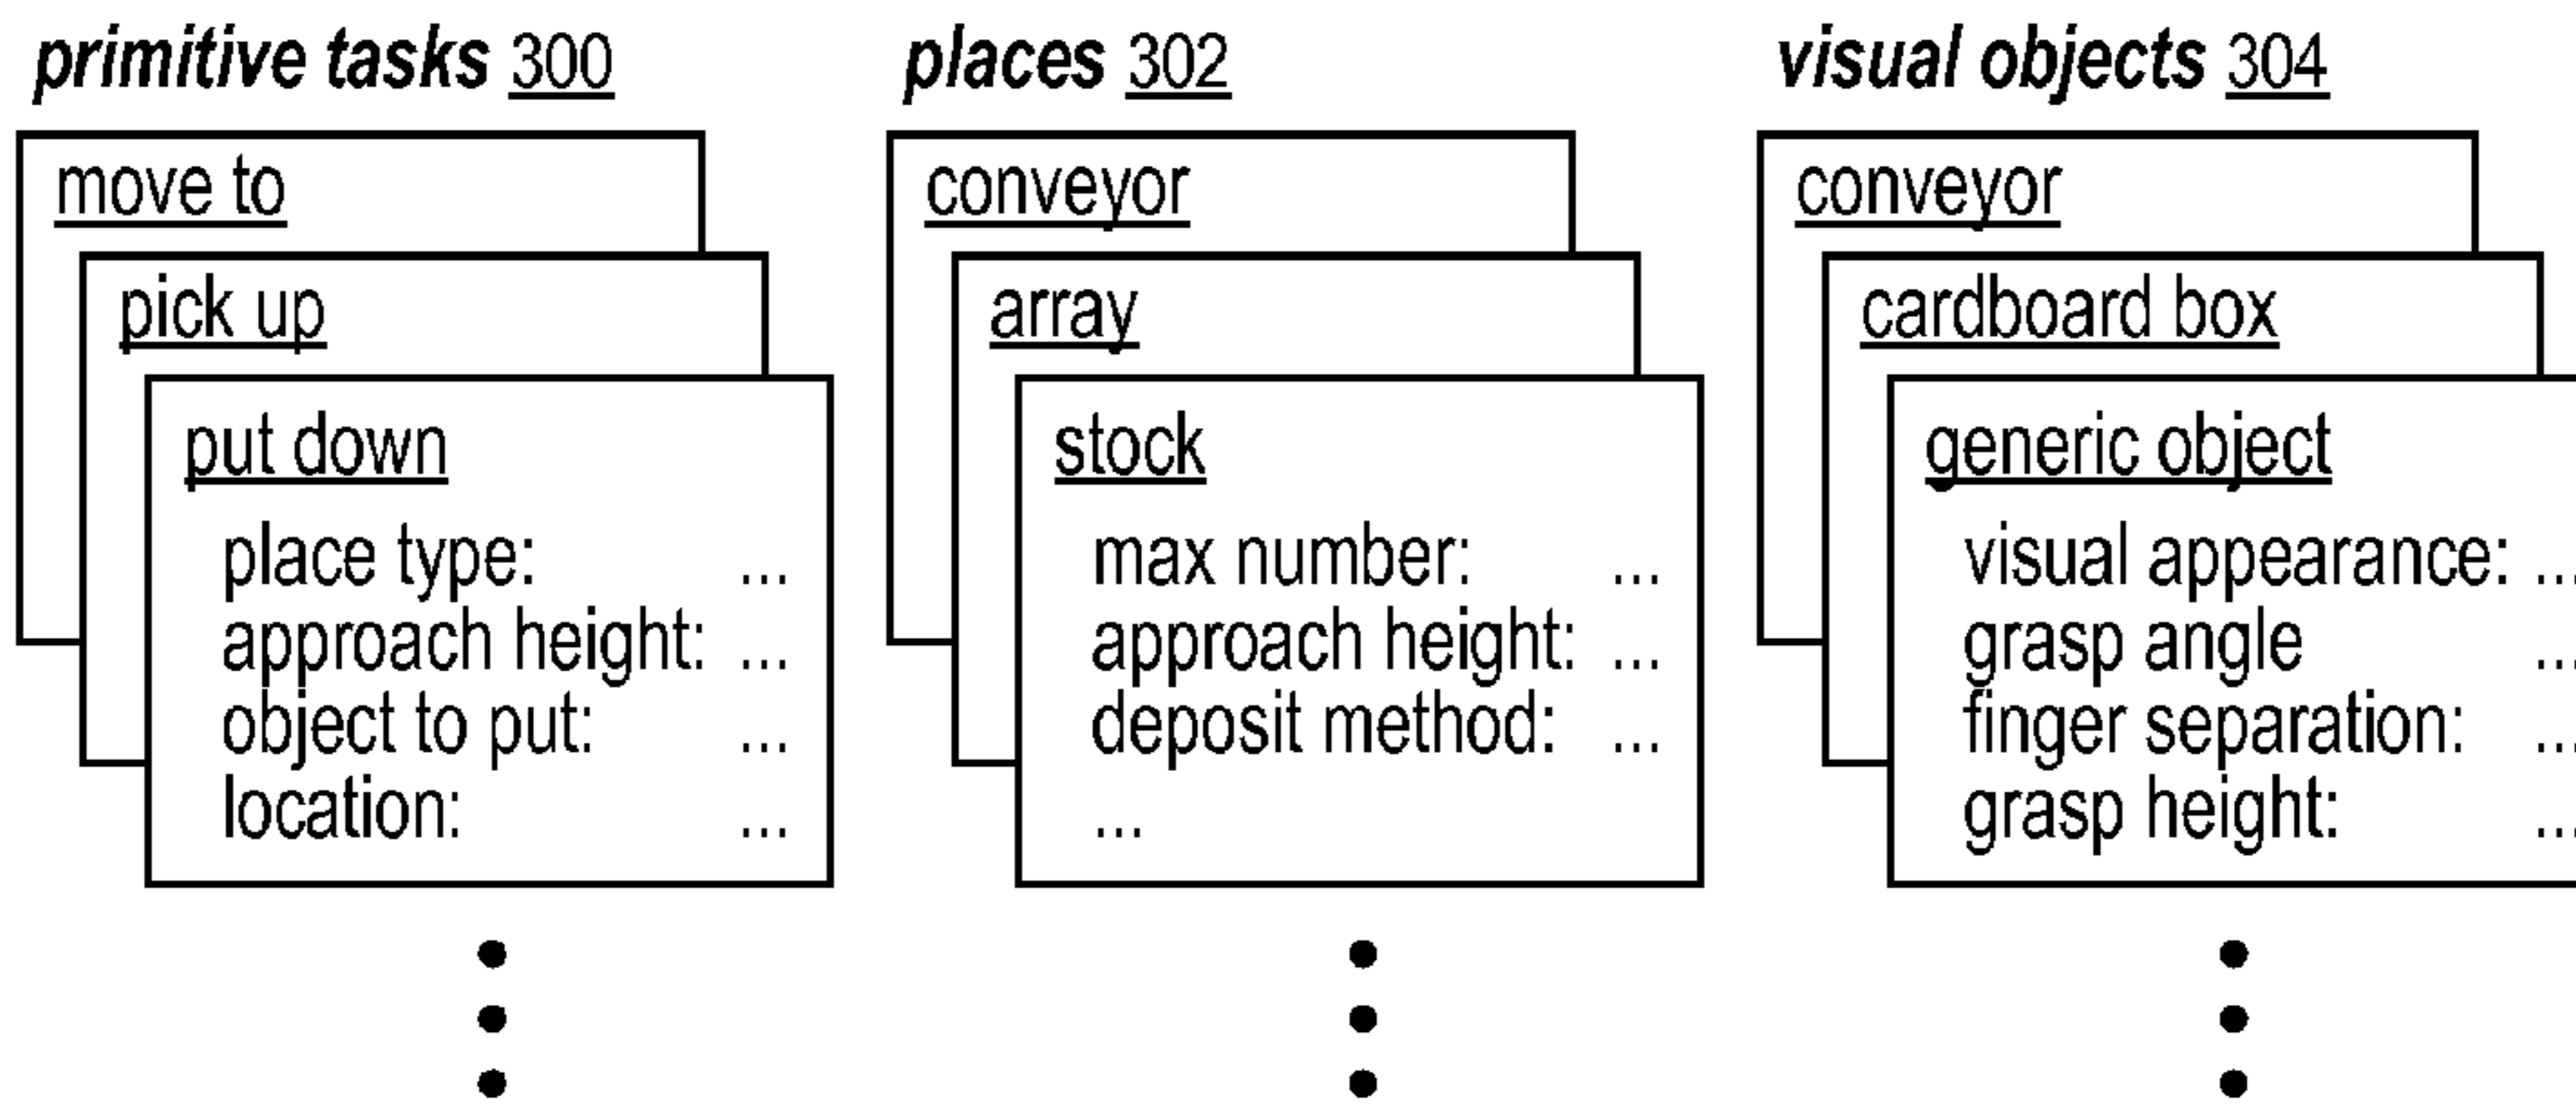 primitive tasks 300
move to
pick up
put down
place type: ...
approach height: ...
object to put: ...
location: ...
places 302
conveyor
array
stock
max number: ...
approach height: ...
deposit method: ...
...
visual objects 304
conveyor
cardboard box
generic object
visual appearance: ...
grasp angle ...
finger separation: ...
grasp height: ...